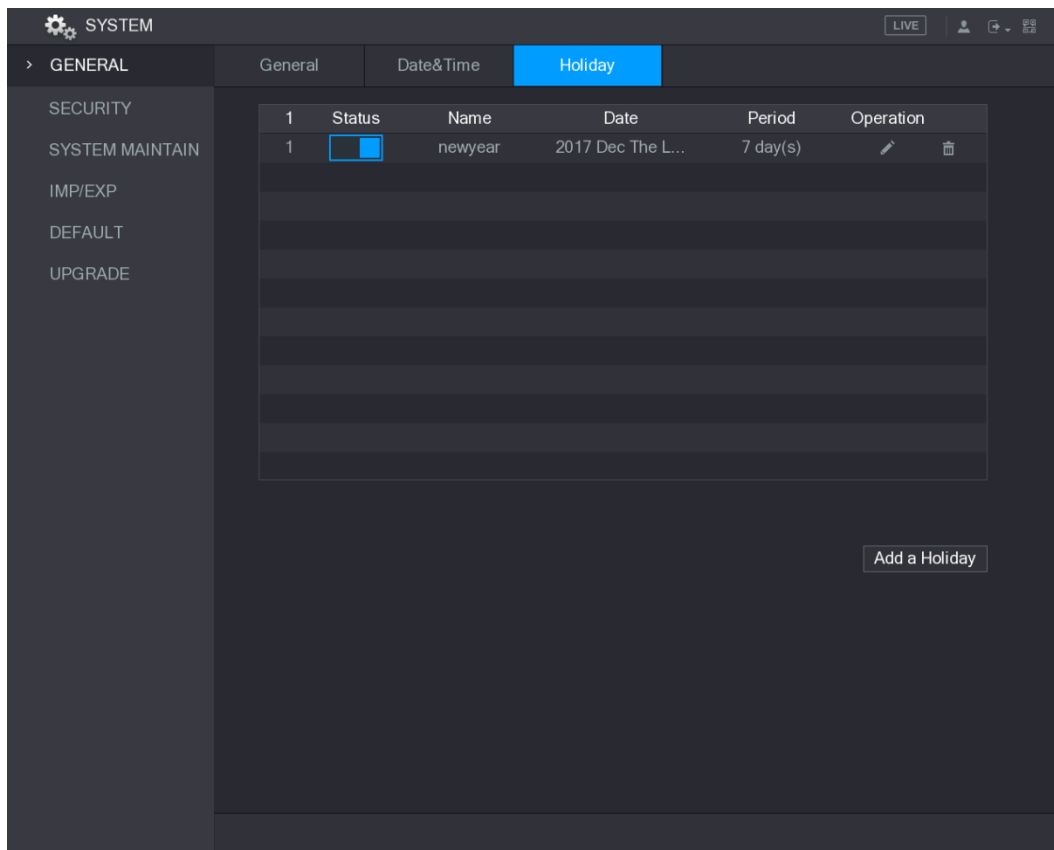 SYSTEM
LIVE
> GENERAL
General Date&Time Holiday
SECURITY
SYSTEM MAINTAIN
IMP/EXP
DEFAULT
UPGRADE
1 Status Name Date Period Operation
1 newyear 2017 Dec The L... 7 day(s)
Add a Holiday